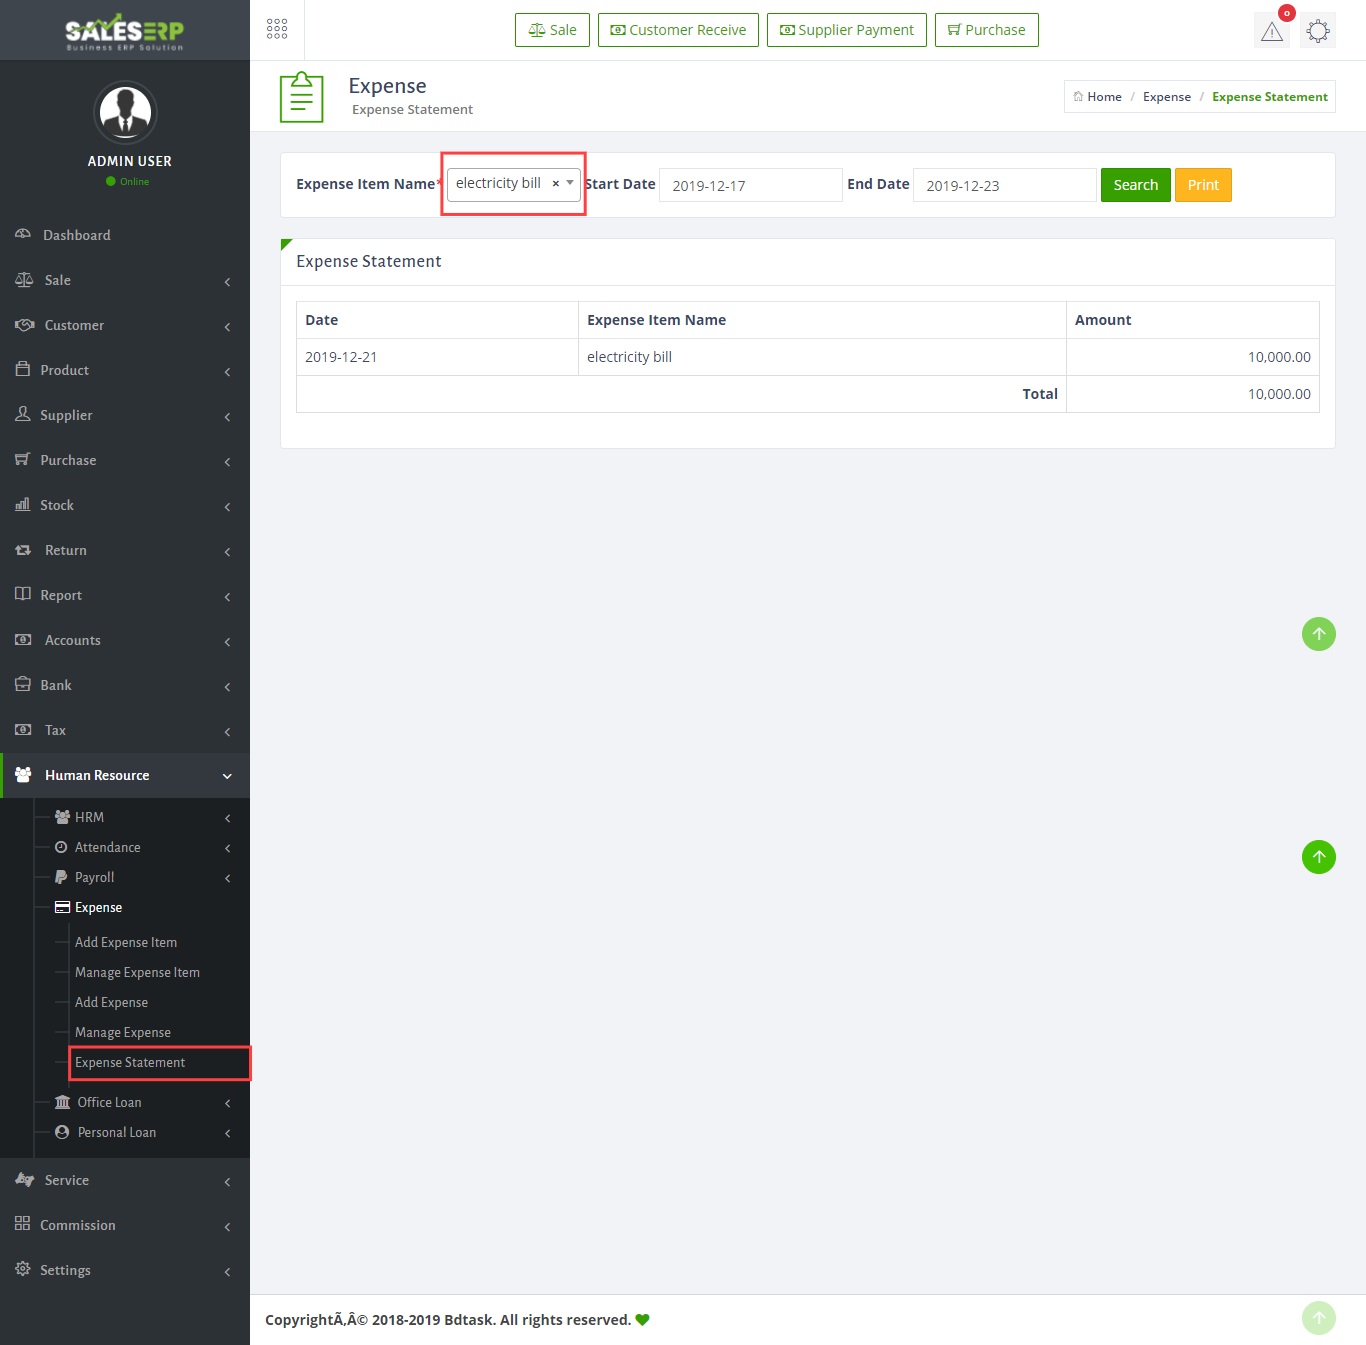 SALESERP
Business ERP Solution
Sale
Customer Receive
Supplier Payment
Purchase
0
Expense
Expense Statement
Home / Expense / Expense Statement
ADMIN USER
Online
Expense Item Name* electricity bill × Start Date 2019-12-17 End Date 2019-12-23 Search Print
Expense Statement
Date Expense Item Name Amount
2019-12-21 electricity bill 10,000.00
Total 10,000.00
Dashboard
Sale
Customer
Product
Supplier
Purchase
Stock
Return
Report
Accounts
Bank
Tax
Human Resource
HRM
Attendance
Payroll
Expense
Add Expense Item
Manage Expense Item
Add Expense
Manage Expense
Expense Statement
Office Loan
Personal Loan
Service
Commission
Settings
CopyrightÃ‚Â© 2018-2019 Bdtask. All rights reserved.